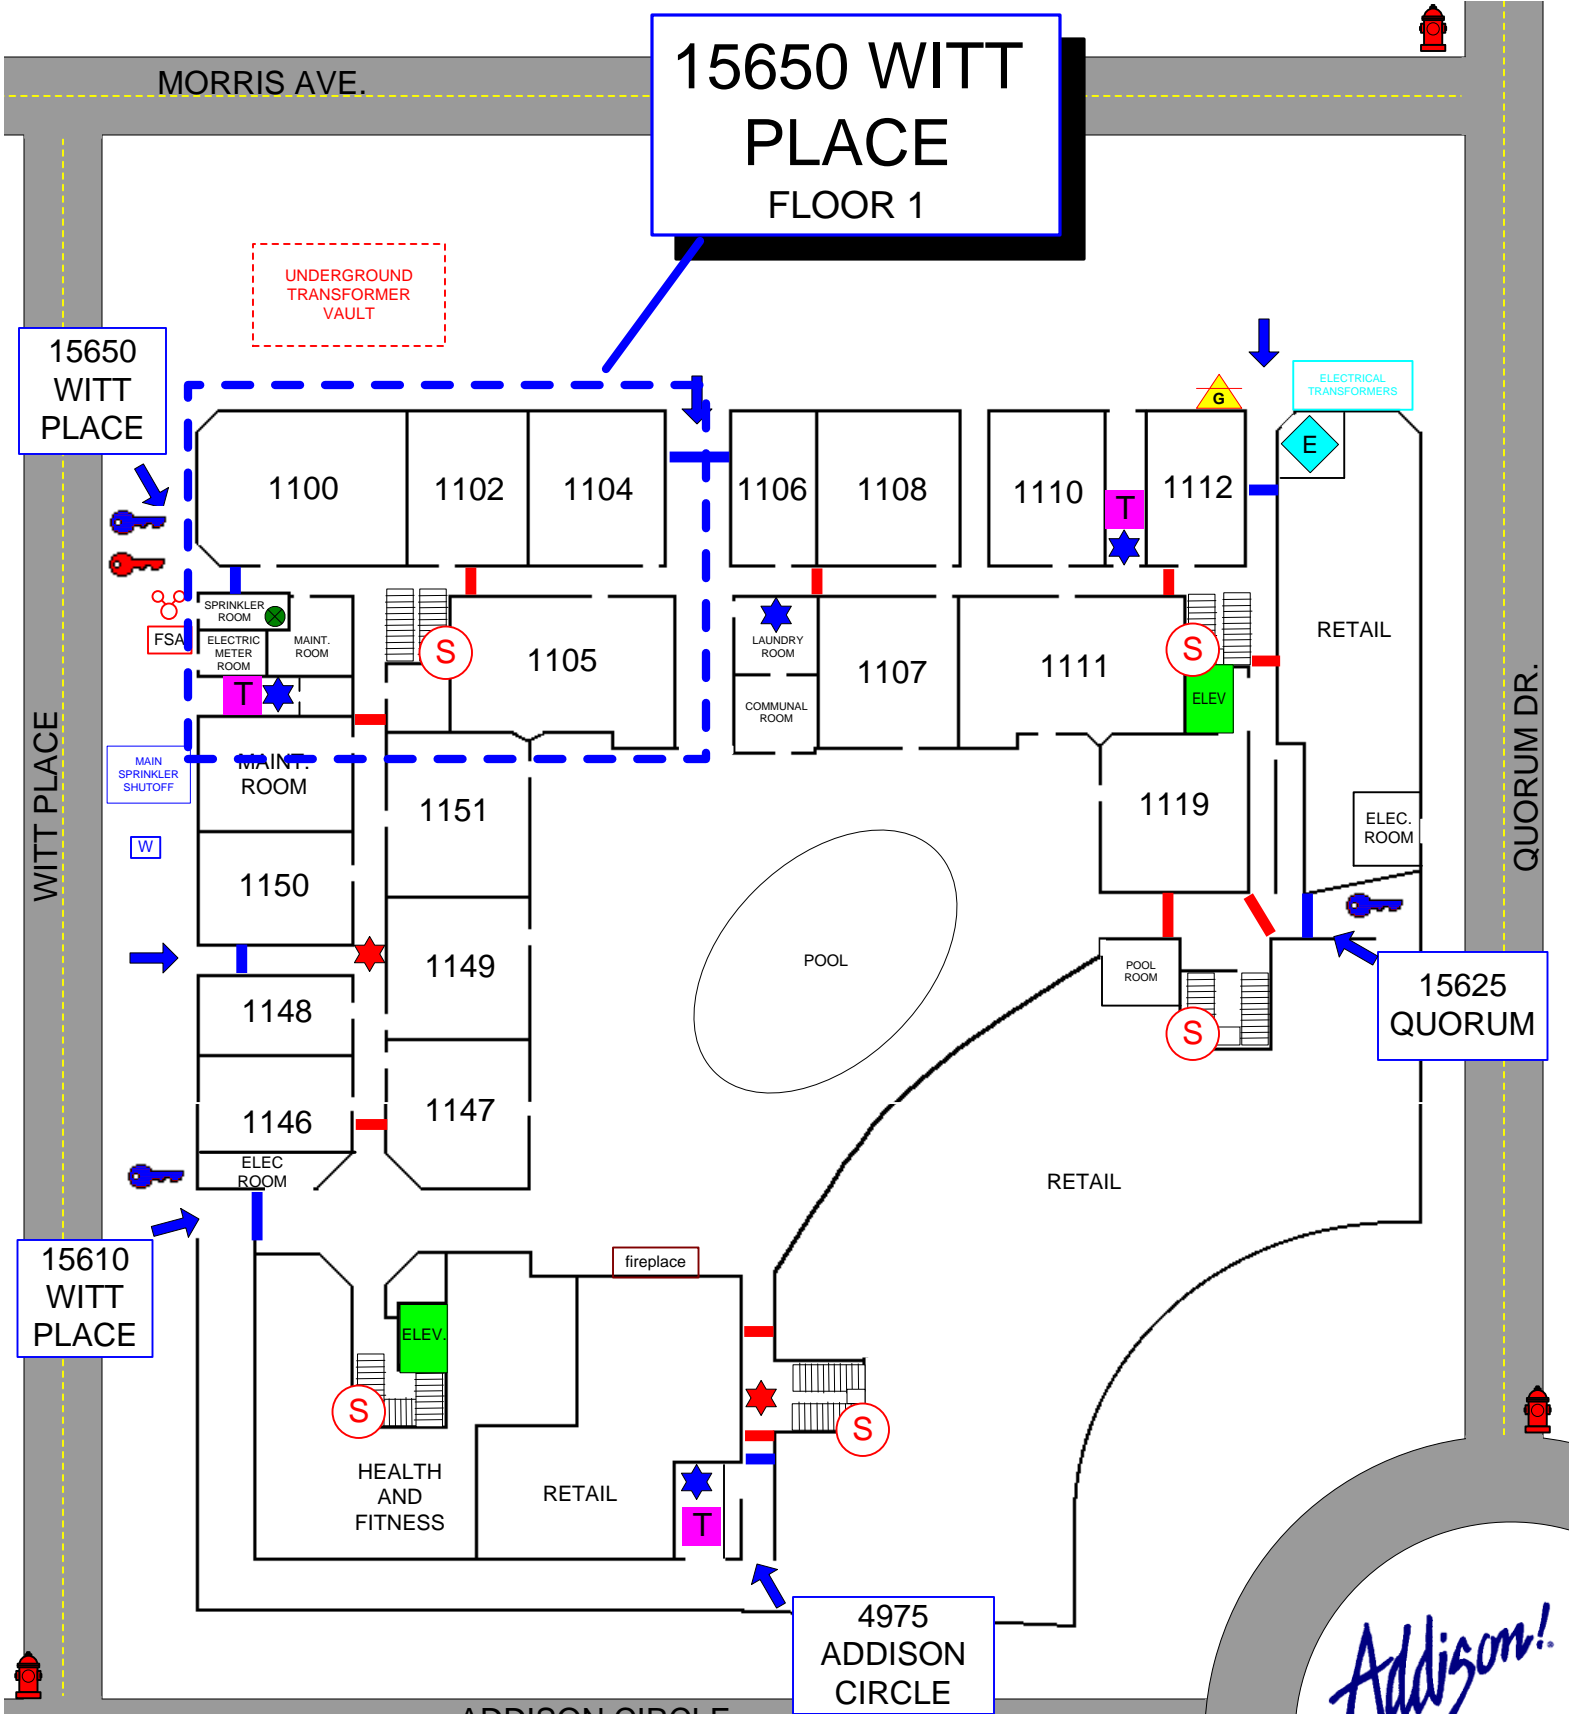 MORRIS AVE.
15650 WITT
PLACE
FLOOR 1
UNDERGROUND
TRANSFORMER
VAULT
15650
WITT
PLACE
ELECTRICAL
TRANSFORMERS
G
E
1100
1102
1104
1106
1108
1110
T
1112
SPRINKLER
ROOM
FSA
ELECTRIC
METER
ROOM
MAINT.
ROOM
T
S
1105
LAUNDRY
ROOM
COMMUNAL
ROOM
1107
1111
S
ELEV
RETAIL
WITT PLACE
QUORUM DR.
MAIN
SPRINKLER
SHUTOFF
MAINT.
ROOM
1151
1119
ELEC.
ROOM
W
1150
1149
POOL
POOL
ROOM
S
15625
QUORUM
1148
1146
1147
ELEC
ROOM
RETAIL
15610
WITT
PLACE
fireplace
ELEV.
S
S
HEALTH
AND
FITNESS
RETAIL
T
4975
ADDISON
CIRCLE
Addison!
ADDISON CIRCLE